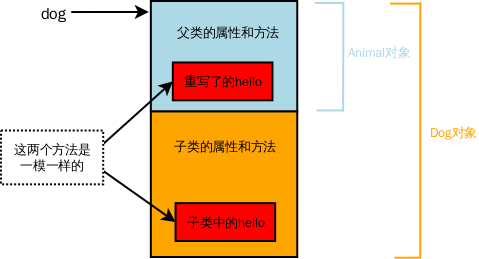 dog
父类的属性和方法
Animal对象
重写了的hello
Dog对象
这两个方法是
一模一样的
子类的属性和方法
子类中的hello